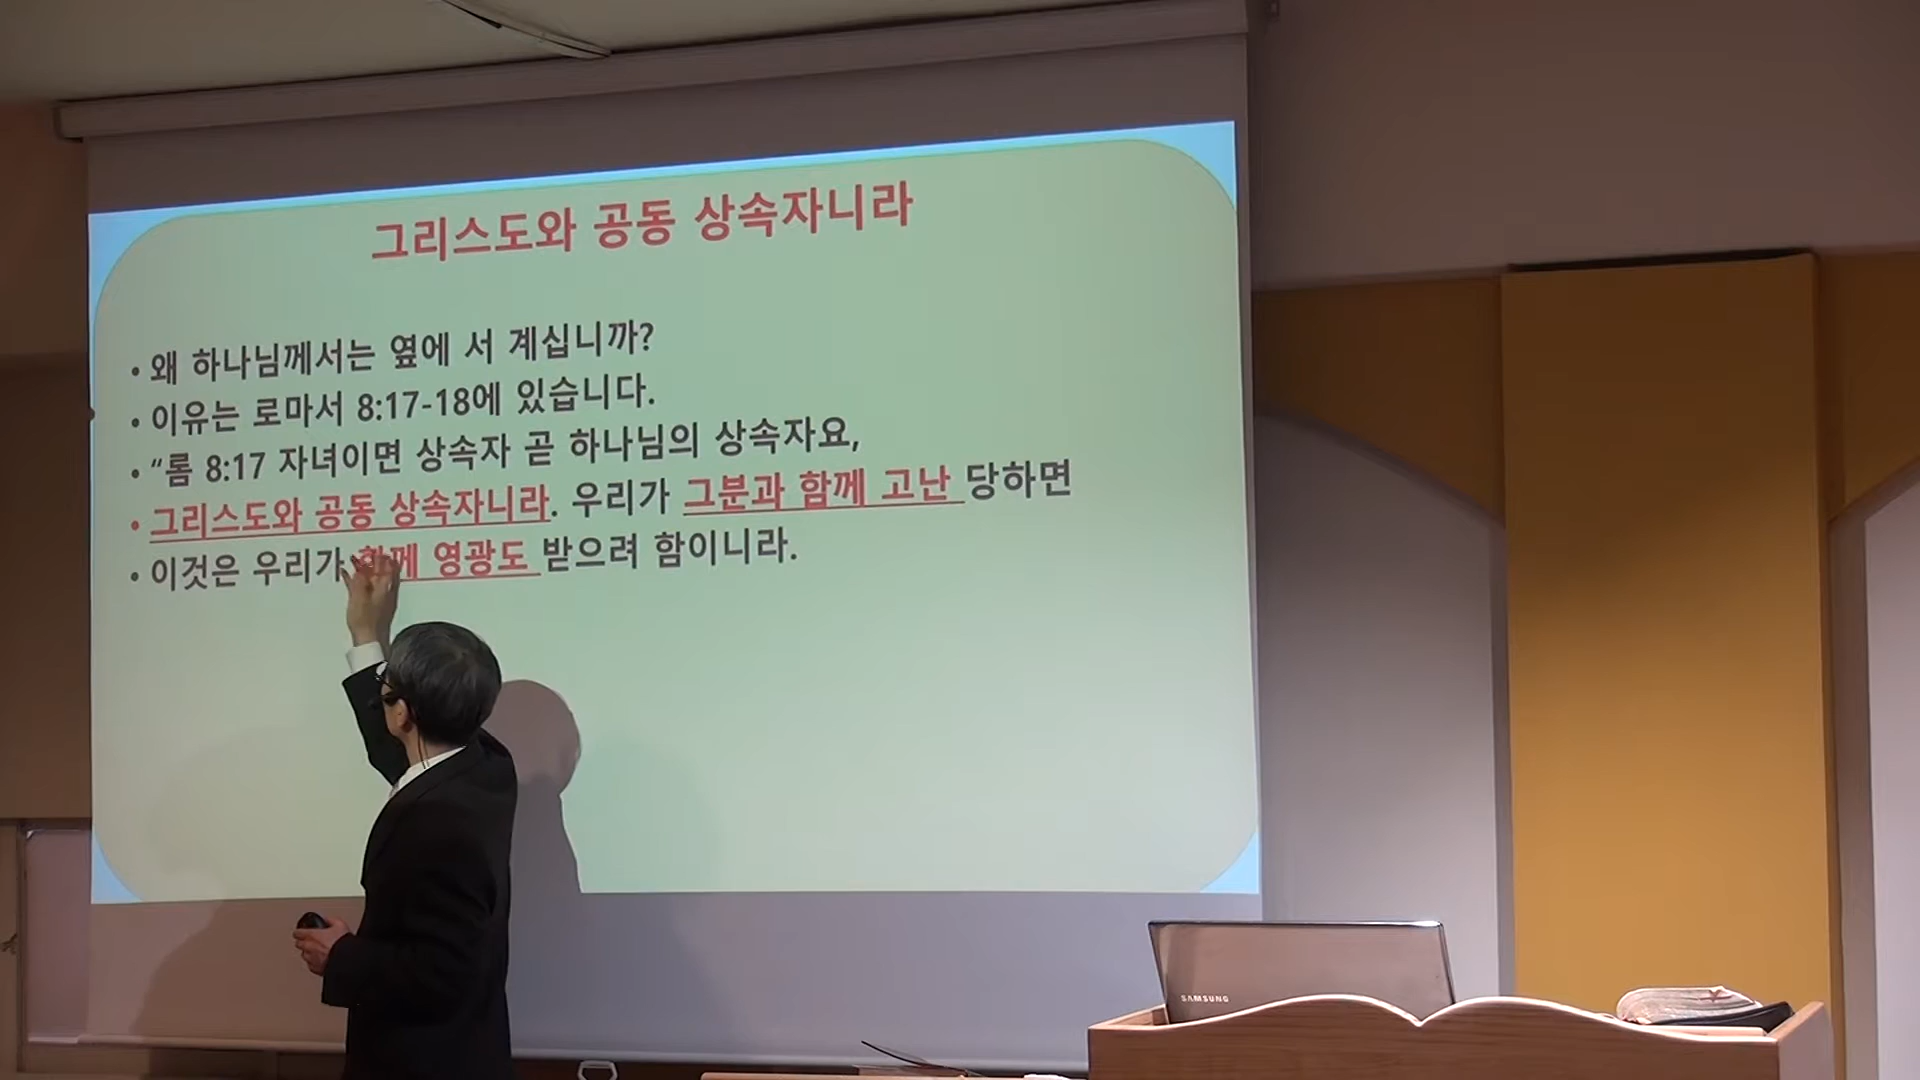 그리스도와 공동 상속자니라
• 왜 하나님께서는 옆에 서 계십니까?
• 이유는 로마서 8:17-18에 있습니다.
• “롬 8:17 자녀이면 상속자 곧 하나님의 상속자요,
• 그리스도와 공동 상속자니라. 우리가 그분과 함께 고난 당하면
• 이것은 우리가 함께 영광도 받으려 함이니라.
SAMSUNG